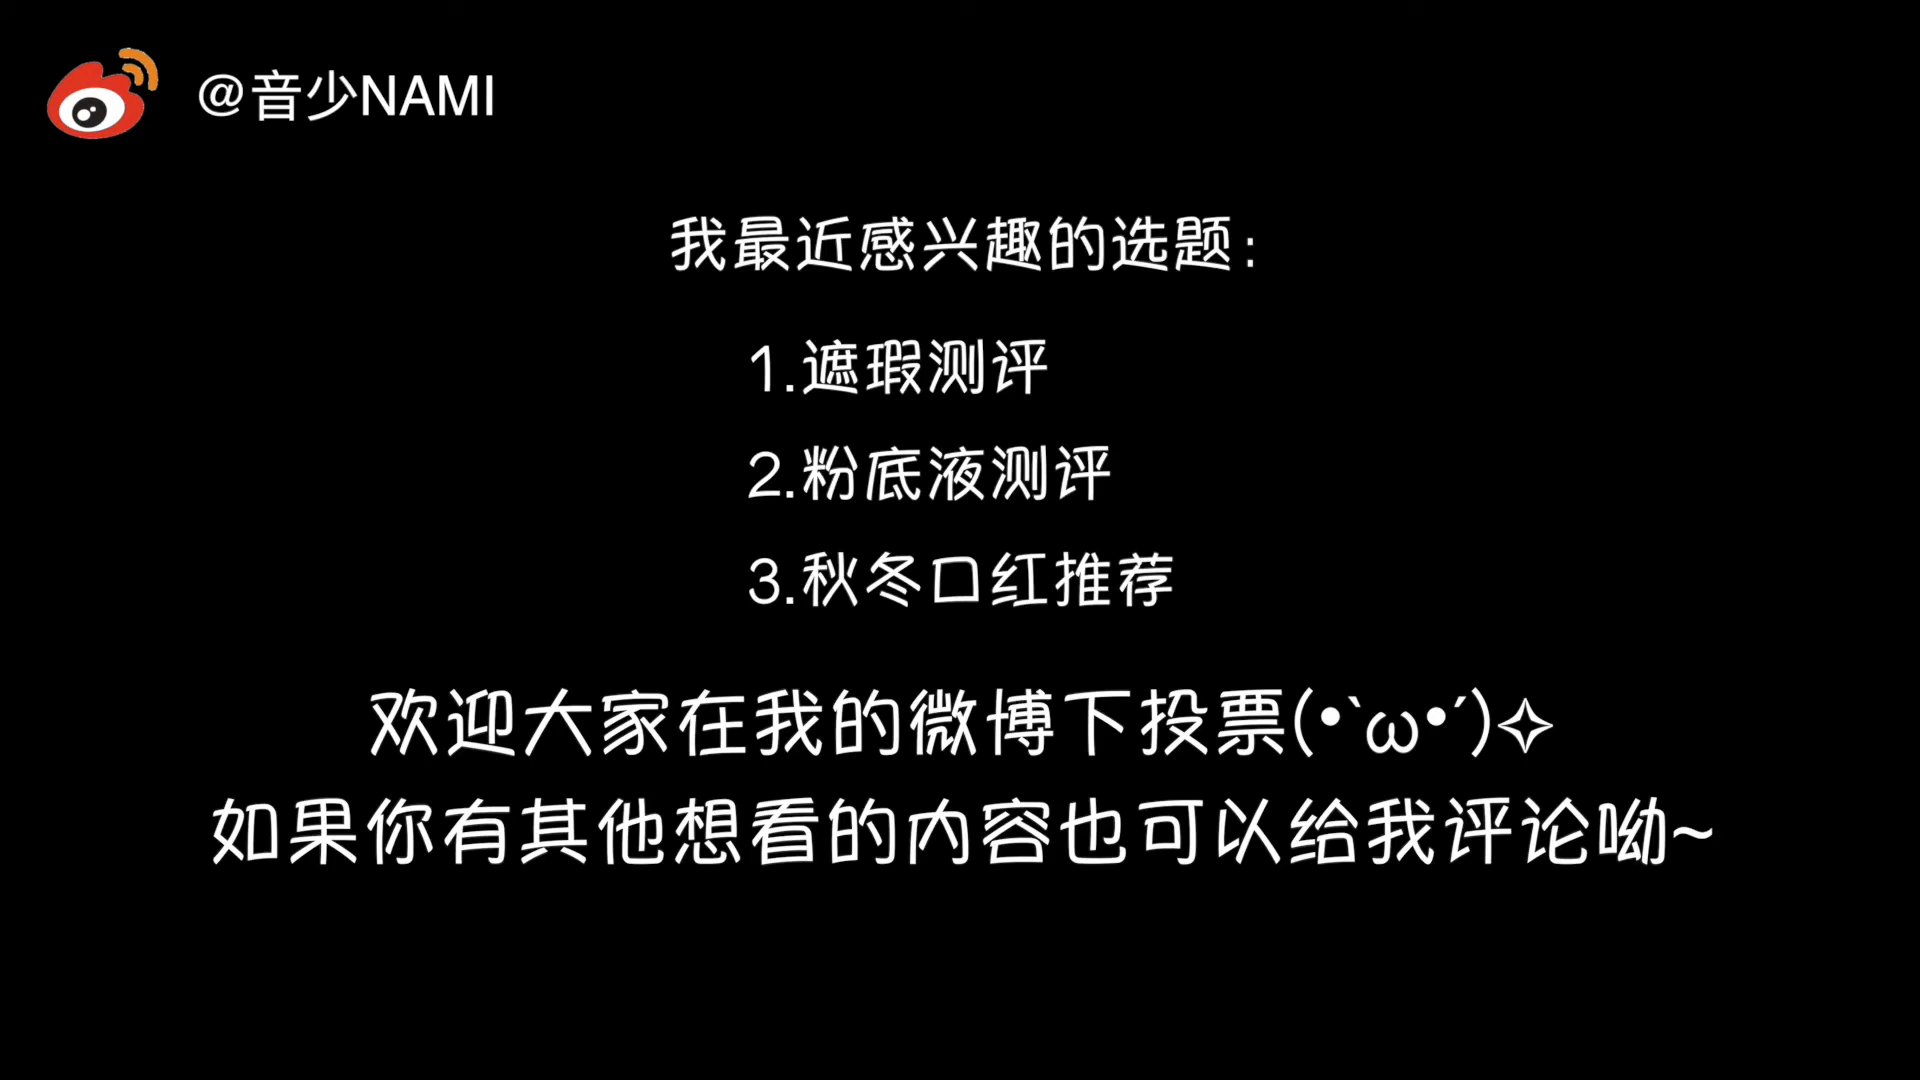 @音少NAMI
我最近感兴趣的选题：
1.遮瑕测评
2.粉底液测评
3.秋冬口红推荐
欢迎大家在我的微博下投票(•`ω•´)✧
如果你有其他想看的内容也可以给我评论呦~